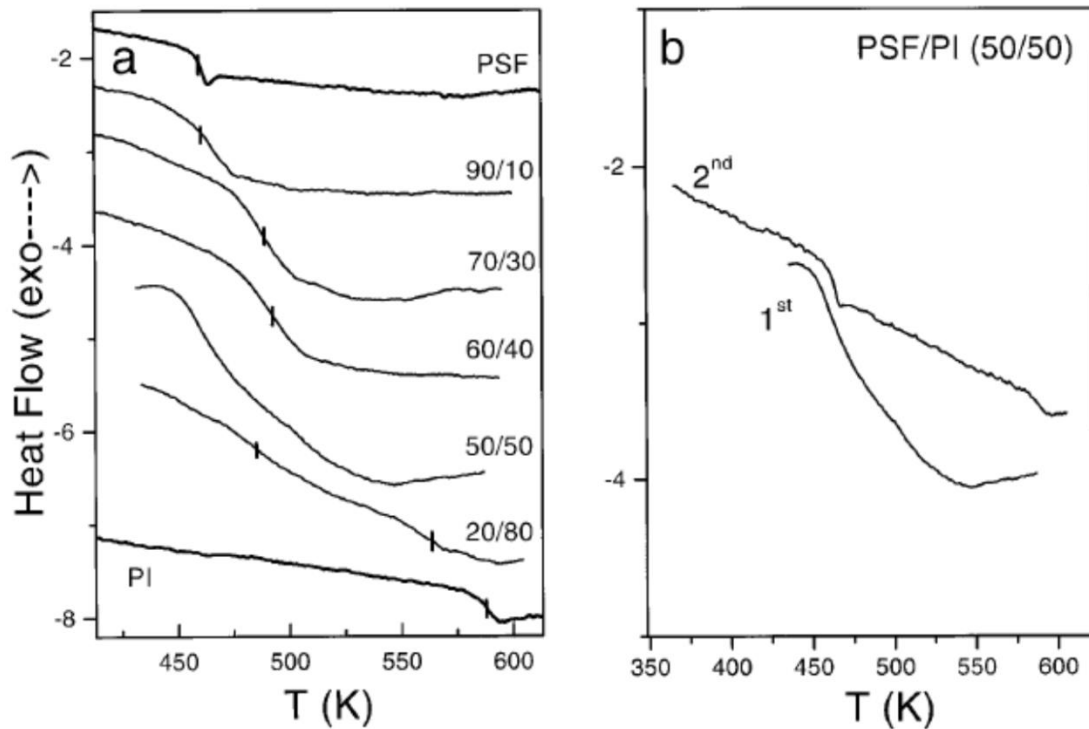 a
PSF
90/10
70/30
60/40
50/50
20/80
PI
-2
-4
-6
-8
450
500
550
600
T (K)
Heat Flow (exo---->)
b
PSF/PI (50/50)
2nd
1st
-2
-4
350
400
450
500
550
600
T (K)